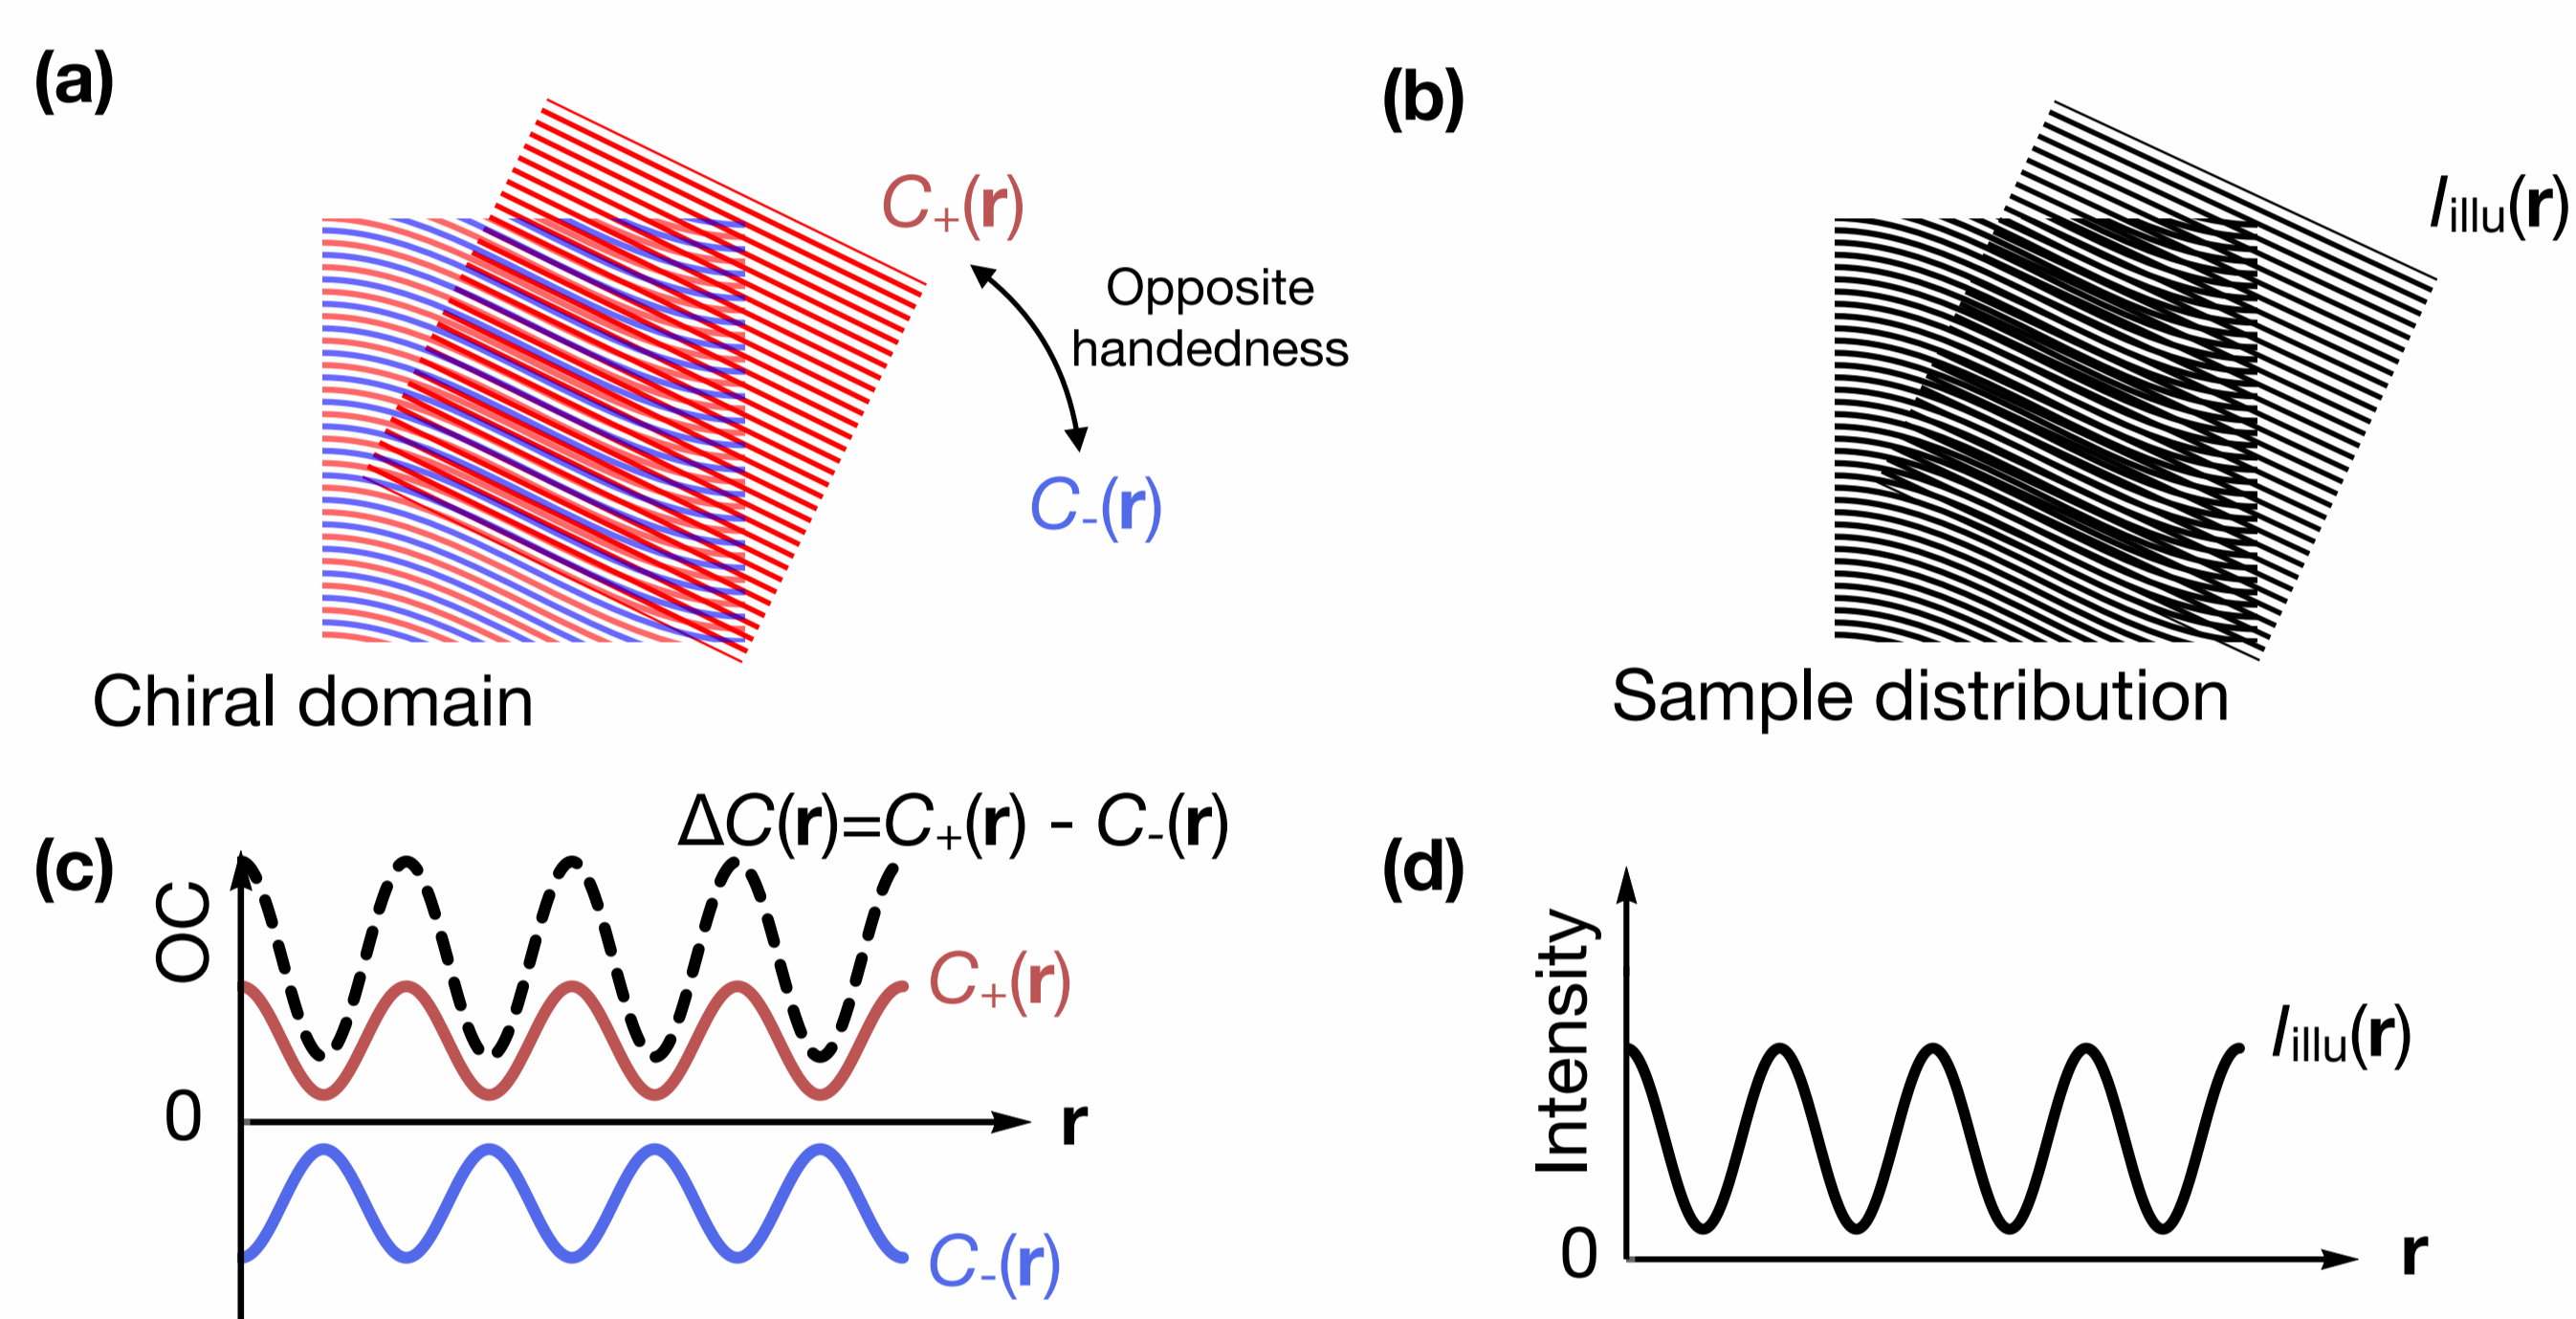 (a)
C₊(r)
Opposite
handedness
C₋(r)
Chiral domain
(b)
Iillu(r)
Sample distribution
(c)
ΔC(r)=C₊(r) - C₋(r)
OC
C₊(r)
0
r
C₋(r)
(d)
Intensity
Iillu(r)
0
r